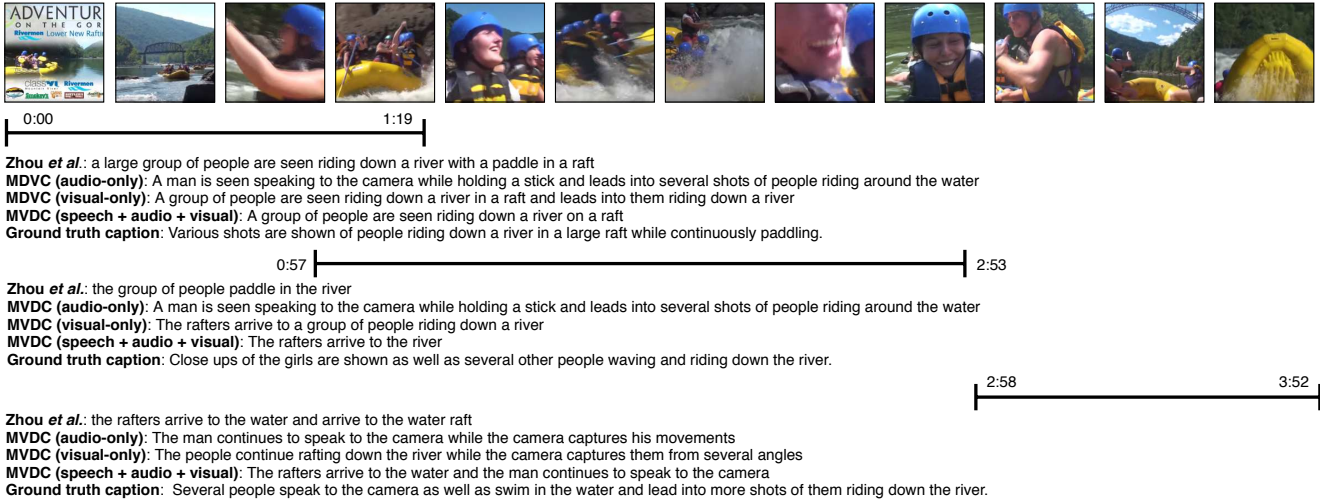 ADVENTUR
ON THE GOR
Rivermen Lower New Rafti
class VI Rivermen
Smokey's
0:00 1:19
Zhou et al.: a large group of people are seen riding down a river with a paddle in a raft
MDVC (audio-only): A man is seen speaking to the camera while holding a stick and leads into several shots of people riding around the water
MDVC (visual-only): A group of people are seen riding down a river in a raft and leads into them riding down a river
MVDC (speech + audio + visual): A group of people are seen riding down a river on a raft
Ground truth caption: Various shots are shown of people riding down a river in a large raft while continuously paddling.
0:57 2:53
Zhou et al.: the group of people paddle in the river
MVDC (audio-only): A man is seen speaking to the camera while holding a stick and leads into several shots of people riding around the water
MVDC (visual-only): The rafters arrive to a group of people riding down a river
MVDC (speech + audio + visual): The rafters arrive to the river
Ground truth caption: Close ups of the girls are shown as well as several other people waving and riding down the river.
2:58 3:52
Zhou et al.: the rafters arrive to the water and arrive to the water raft
MVDC (audio-only): The man continues to speak to the camera while the camera captures his movements
MVDC (visual-only): The people continue rafting down the river while the camera captures them from several angles
MVDC (speech + audio + visual): The rafters arrive to the water and the man continues to speak to the camera
Ground truth caption: Several people speak to the camera as well as swim in the water and lead into more shots of them riding down the river.